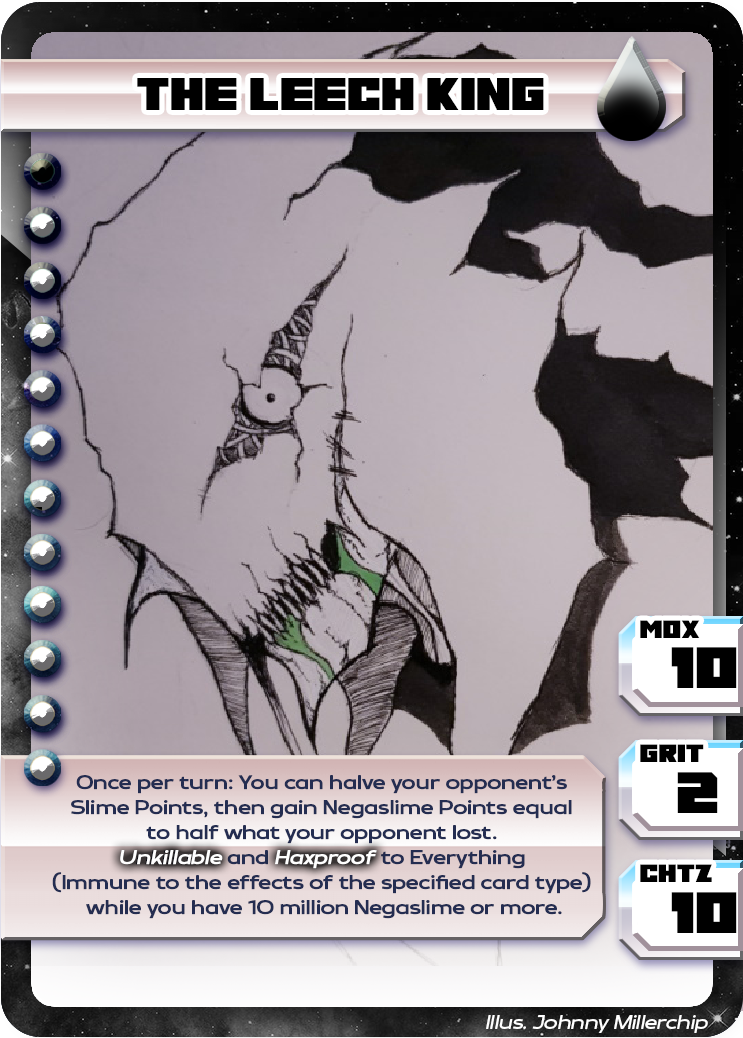 THE LEECH KING
MOX
10
GRIT
2
CHTZ
10
Once per turn: You can halve your opponent's
Slime Points, then gain Negaslime Points equal
to half what your opponent lost.
Unkillable and Haxproof to Everything
(Immune to the effects of the specified card type)
while you have 10 million Negaslime or more.
Illus. Johnny Millerchip